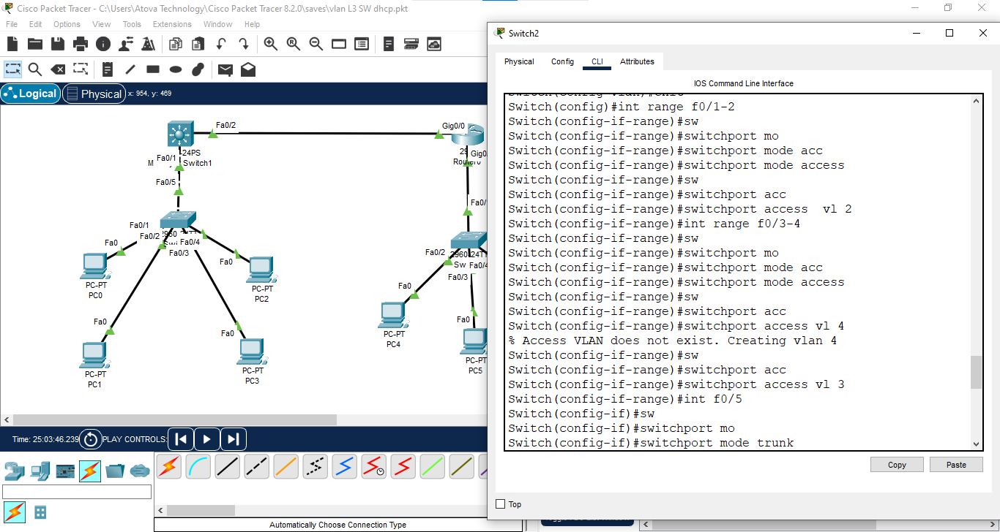 Cisco Packet Tracer - C:\Users\Atova Technology\Cisco Packet Tracer 8.2.0\saves\vlan L3 SW dhcp.pkt
File Edit Options View Tools Extensions Window Help
Logical
Physical
x: 954, y: 469
Fa0/2
Gig0/0
-24PS
Fa0/1
M
Switch1
Gig0
Router0
Fa0/5
Fa0/
Fa0/1
Fa0/2
Fa0/4
Fa0/3
Fa0
Fa0
PC-PT
PC0
PC-PT
PC2
Fa0/2
2960-24TT
Sw
Fa0/4
Fa0/3
Fa0
Fa0
Fa0
Fa0
PC-PT
PC4
PC-PT
PC5
PC-PT
PC1
PC-PT
PC3
Time: 25:03:46.239
PLAY CONTROLS:
Automatically Choose Connection Type
Switch2
Physical Config CLI Attributes
IOS Command Line Interface
Switch(config-vlan)#exit
Switch(config)#int range f0/1-2
Switch(config-if-range)#sw
Switch(config-if-range)#switchport mo
Switch(config-if-range)#switchport mode acc
Switch(config-if-range)#switchport mode access
Switch(config-if-range)#sw
Switch(config-if-range)#switchport acc
Switch(config-if-range)#switchport access  vl 2
Switch(config-if-range)#int range f0/3-4
Switch(config-if-range)#sw
Switch(config-if-range)#switchport mo
Switch(config-if-range)#switchport mode acc
Switch(config-if-range)#switchport mode access
Switch(config-if-range)#sw
Switch(config-if-range)#switchport acc
Switch(config-if-range)#switchport access vl 4
% Access VLAN does not exist. Creating vlan 4
Switch(config-if-range)#sw
Switch(config-if-range)#switchport acc
Switch(config-if-range)#switchport access vl 3
Switch(config-if-range)#int f0/5
Switch(config-if)#sw
Switch(config-if)#switchport mo
Switch(config-if)#switchport mode trunk
Copy
Paste
Top